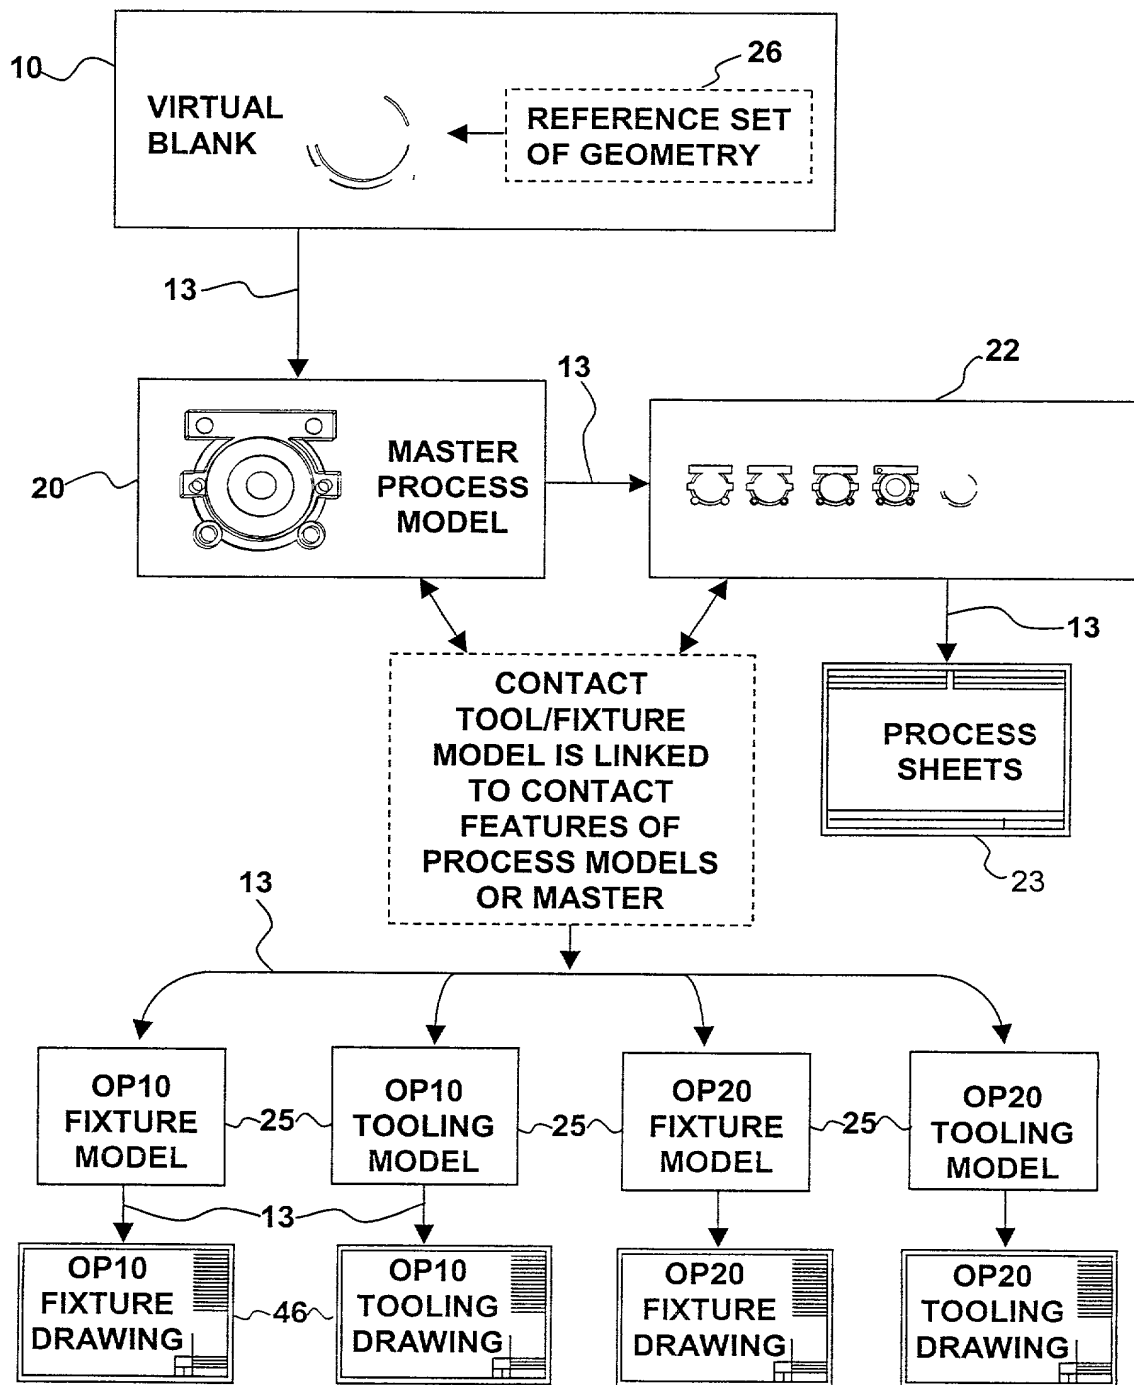 10
VIRTUAL
BLANK
26
REFERENCE SET
OF GEOMETRY
13
20
MASTER
PROCESS
MODEL
13
22
13
PROCESS
SHEETS
23
CONTACT
TOOL/FIXTURE
MODEL IS LINKED
TO CONTACT
FEATURES OF
PROCESS MODELS
OR MASTER
13
OP10
FIXTURE
MODEL
25
OP10
TOOLING
MODEL
25
OP20
FIXTURE
MODEL
25
OP20
TOOLING
MODEL
13
OP10
FIXTURE
DRAWING
46
OP10
TOOLING
DRAWING
OP20
FIXTURE
DRAWING
OP20
TOOLING
DRAWING